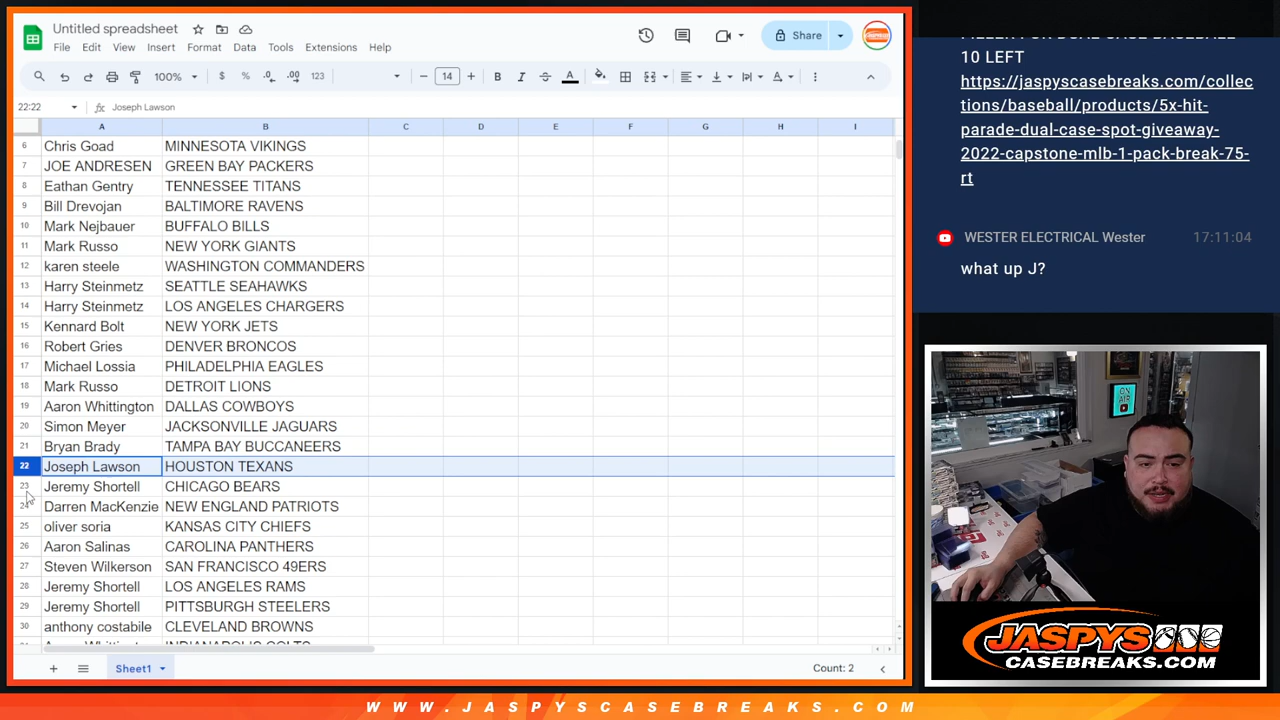 Untitled spreadsheet
File Edit View Insert Format Data Tools Extensions Help
Share
100% $ % .0 .00 123 14 B I A A
22:22 fx Joseph Lawson
A B C D E F G H I
6 Chris Goad MINNESOTA VIKINGS
7 JOE ANDRESEN GREEN BAY PACKERS
8 Eathan Gentry TENNESSEE TITANS
9 Bill Drevojan BALTIMORE RAVENS
10 Mark Nejbauer BUFFALO BILLS
11 Mark Russo NEW YORK GIANTS
12 karen steele WASHINGTON COMMANDERS
13 Harry Steinmetz SEATTLE SEAHAWKS
14 Harry Steinmetz LOS ANGELES CHARGERS
15 Kennard Bolt NEW YORK JETS
16 Robert Gries DENVER BRONCOS
17 Michael Lossia PHILADELPHIA EAGLES
18 Mark Russo DETROIT LIONS
19 Aaron Whittington DALLAS COWBOYS
20 Simon Meyer JACKSONVILLE JAGUARS
21 Bryan Brady TAMPA BAY BUCCANEERS
22 Joseph Lawson HOUSTON TEXANS
23 Jeremy Shortell CHICAGO BEARS
24 Darren MacKenzie NEW ENGLAND PATRIOTS
25 oliver soria KANSAS CITY CHIEFS
26 Aaron Salinas CAROLINA PANTHERS
27 Steven Wilkerson SAN FRANCISCO 49ERS
28 Jeremy Shortell LOS ANGELES RAMS
29 Jeremy Shortell PITTSBURGH STEELERS
30 anthony costabile CLEVELAND BROWNS
Sheet1
Count: 2
FILLER FOR DUAL CASE BASEBALL
10 LEFT
https://jaspyscasebreaks.com/collec
tions/baseball/products/5x-hit-
parade-dual-case-spot-giveaway-
2022-capstone-mlb-1-pack-break-75-
rt
WESTER ELECTRICAL Wester 17:11:04
what up J?
ON
AIR
JASPYS
CASEBREAKS.COM
WWW.JASPYSCASEBREAKS.COM